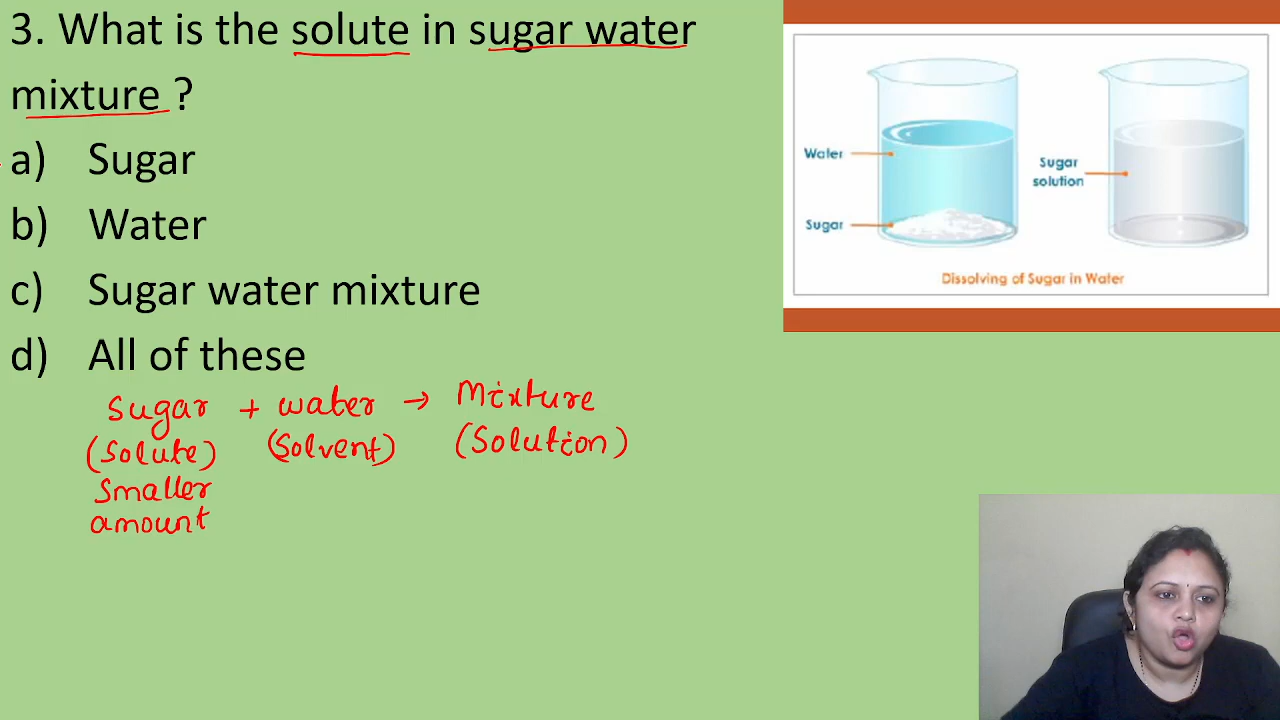 3. What is the solute in sugar water
mixture ?
a) Sugar
b) Water
c) Sugar water mixture
d) All of these
Sugar + water → Mixture
(Solute) (Solvent) (Solution)
Smaller
amount
Water
Sugar
Sugar
solution
Dissolving of Sugar in Water